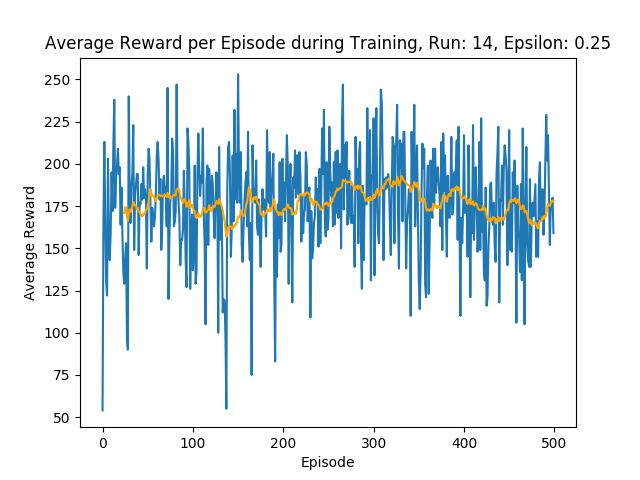 Average Reward per Episode during Training, Run: 14, Epsilon: 0.25
250
225
200
175
150
125
100
75
50
Average Reward
0 100 200 300 400 500
Episode